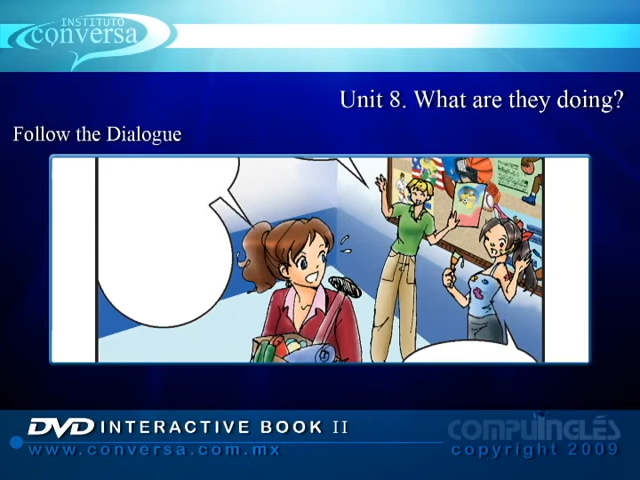 INSTITUTO
conversa
Unit 8. What are they doing?
Follow the Dialogue
DVD INTERACTIVE BOOK II
www.conversa.com.mx
COMPUINGLÉS
copyright 2009